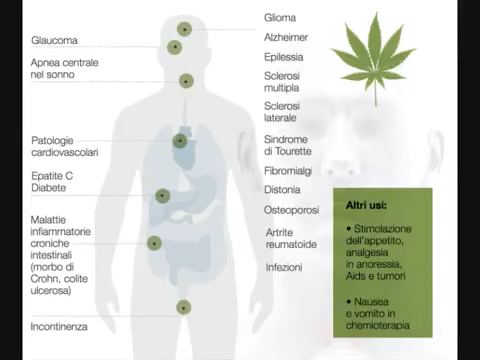 Glaucoma
Apnea centrale
nel sonno
Patologie
cardiovascolari
Epatite C
Diabete
Malattie
infiammatorie
croniche
intestinali
(morbo di
Crohn, colite
ulcerosa)
Incontinenza
Glioma
Alzheimer
Epilessia
Sclerosi
multipla
Sclerosi
laterale
Sindrome
di Tourette
Fibromialgi
Distonia
Osteoporosi
Artrite
reumatoide
Infezioni
Altri usi:
• Stimolazione
dell'appetito,
analgesia
in anoressia,
Aids e tumori
• Nausea
e vomito in
chemioterapia